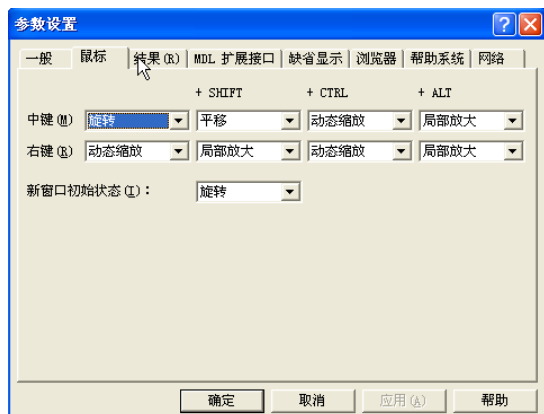 参数设置
一般 鼠标 结果(R) MDL 扩展接口 缺省显示 浏览器 帮助系统 网络
+ SHIFT + CTRL + ALT
中键(M) 旋转 平移 动态缩放 局部放大
右键(R) 动态缩放 局部放大 动态缩放 局部放大
新窗口初始状态(I): 旋转
确定 取消 应用(A) 帮助